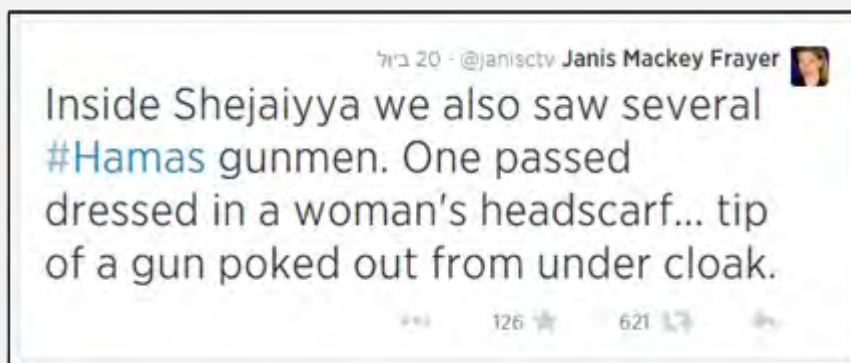 Janis Mackey Frayer @janisctv · 20 ביול
Inside Shejaiyya we also saw several
#Hamas gunmen. One passed
dressed in a woman's headscarf... tip
of a gun poked out from under cloak.
126 621